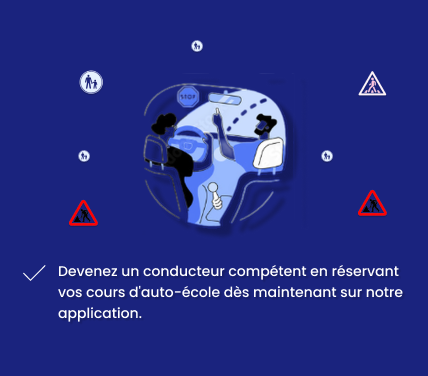 STOP
Devenez un conducteur compétent en réservant
vos cours d'auto-école dès maintenant sur notre
application.